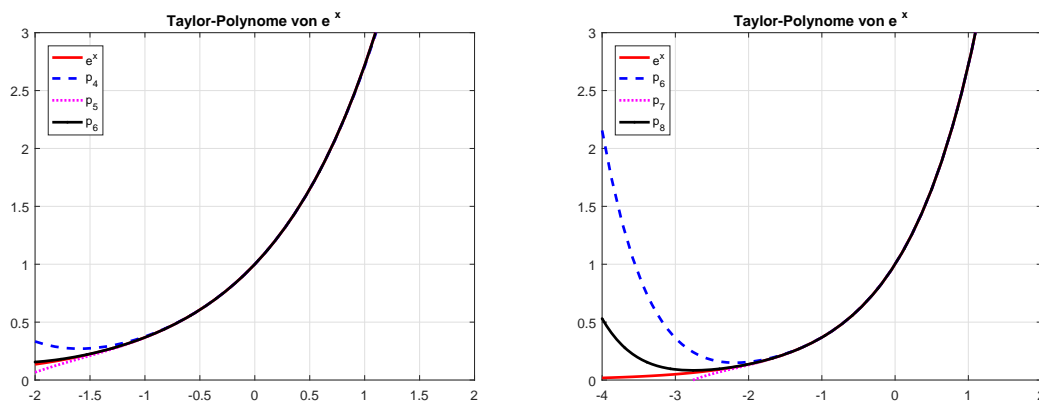 Taylor-Polynome von e^x
3
2.5
2
1.5
1
0.5
0
-2 -1.5 -1 -0.5 0 0.5 1 1.5 2
e^x
p_4
p_5
p_6
Taylor-Polynome von e^x
3
2.5
2
1.5
1
0.5
0
-4 -3 -2 -1 0 1 2
e^x
p_6
p_7
p_8